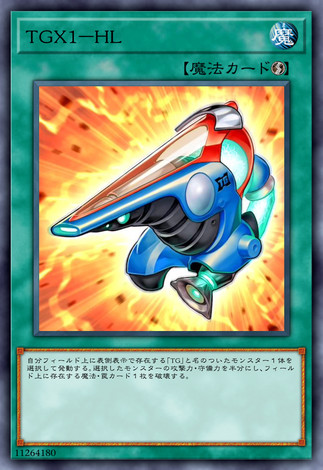 TGX1－HL
魔
【魔法カード】
自分フィールド上に表側表示で存在する「TG」と名のついたモンスター１体を
選択して発動する。選択したモンスターの攻撃力・守備力を半分にし、フィール
ド上に存在する魔法・罠カード１枚を破壊する。
11264180